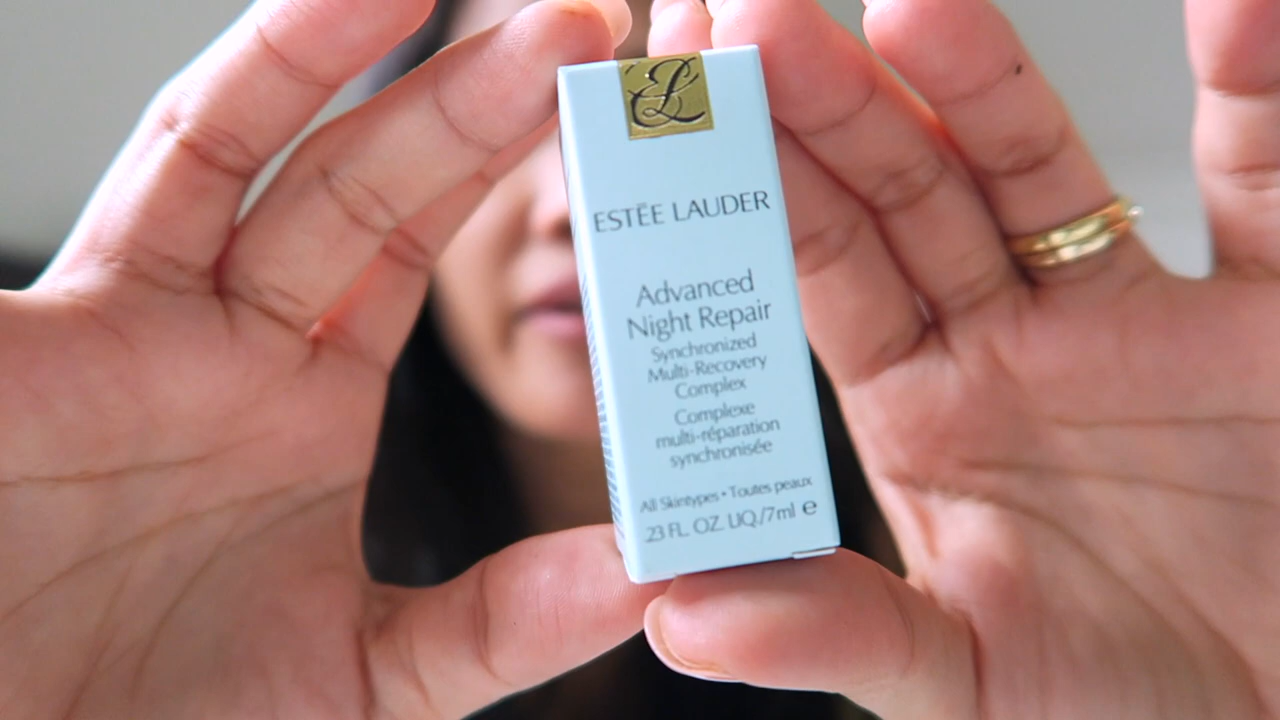 EL
ESTĒE LAUDER
Advanced
Night Repair
Synchronized
Multi-Recovery
Complex
Complexe
multi-réparation
synchronisée
All Skintypes • Toutes peaux
.23 FL. OZ. LIQ./7ml e